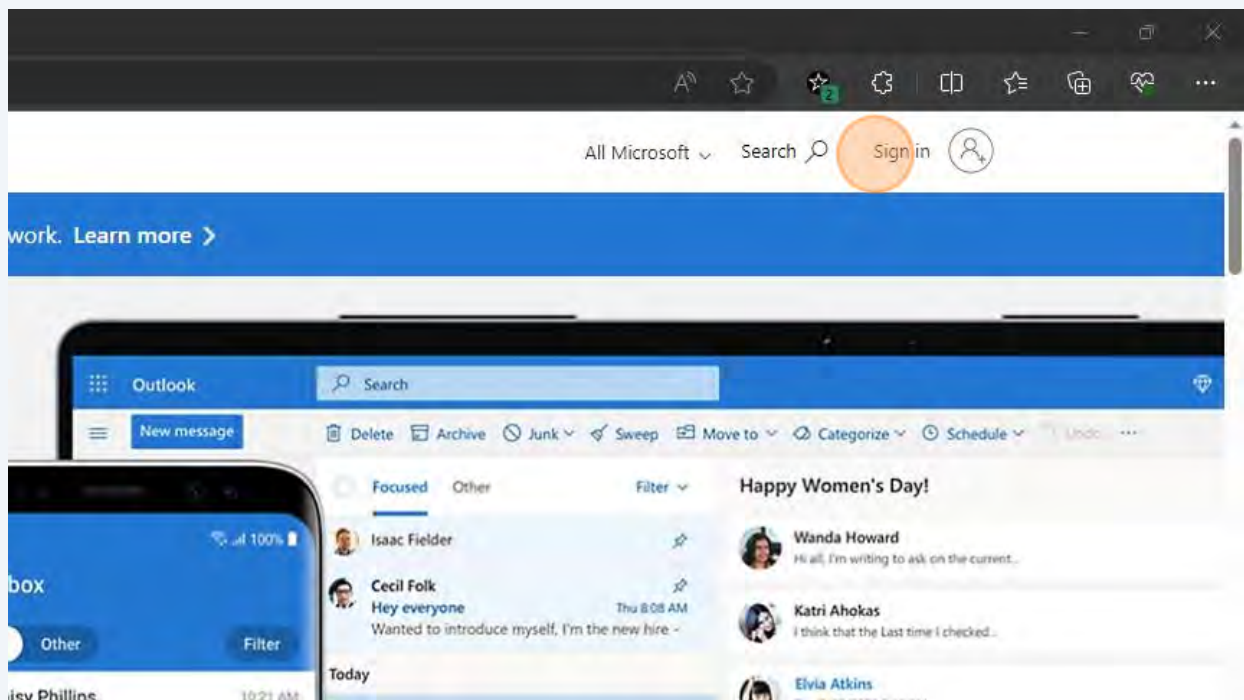 2
All Microsoft Search Sign in
work. Learn more
Outlook Search
New message Delete Archive Junk Sweep Move to Categorize Schedule Undo ...
Focused Other Filter
Happy Women's Day!
100%
Isaac Fielder
Wanda Howard
Hi all, I'm writing to ask on the current...
box
Cecil Folk
Hey everyone Thu 8:08 AM
Wanted to introduce myself, I'm the new hire -
Katri Ahokas
I think that the Last time I checked...
Other Filter
Today
Elvia Atkins
isy Phillips 10:21 AM